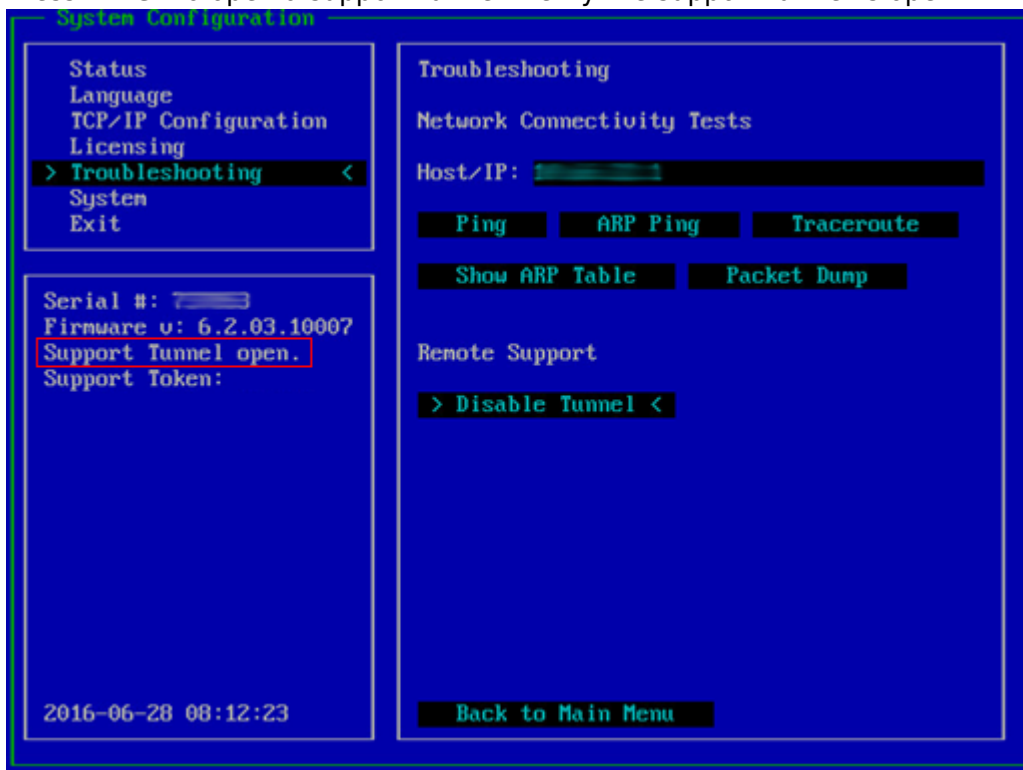 System Configuration
Status
Language
TCP/IP Configuration
Licensing
> Troubleshooting <
System
Exit
Serial #:
Firmware v: 6.2.03.10007
Support Tunnel open.
Support Token:
2016-06-28 08:12:23
Troubleshooting
Network Connectivity Tests
Host/IP:
Ping ARP Ping Traceroute
Show ARP Table Packet Dump
Remote Support
> Disable Tunnel <
Back to Main Menu